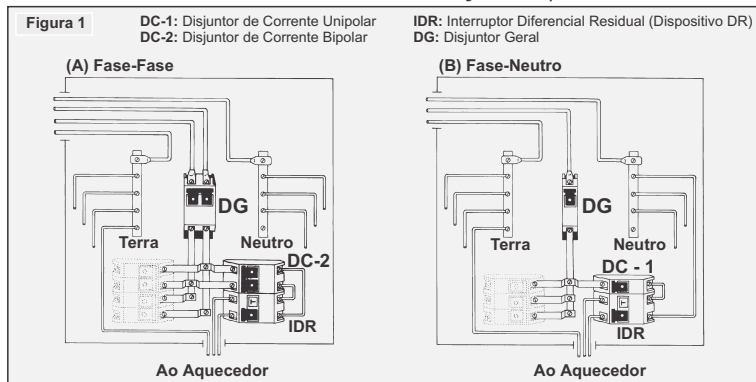 Figura 1
DC-1: Disjuntor de Corrente Unipolar
DC-2: Disjuntor de Corrente Bipolar
IDR: Interruptor Diferencial Residual (Dispositivo DR)
DG: Disjuntor Geral
(A) Fase-Fase
DG
Terra
Neutro
DC-2
T
IDR
Ao Aquecedor
(B) Fase-Neutro
DG
Terra
Neutro
DC - 1
T
IDR
Ao Aquecedor